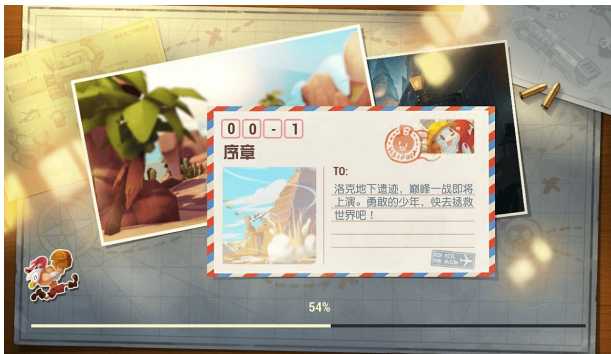 00-1
序章
TO:
洛克地下遗迹，巅峰一战即将
上演。勇敢的少年，快去拯救
世界吧！
54%